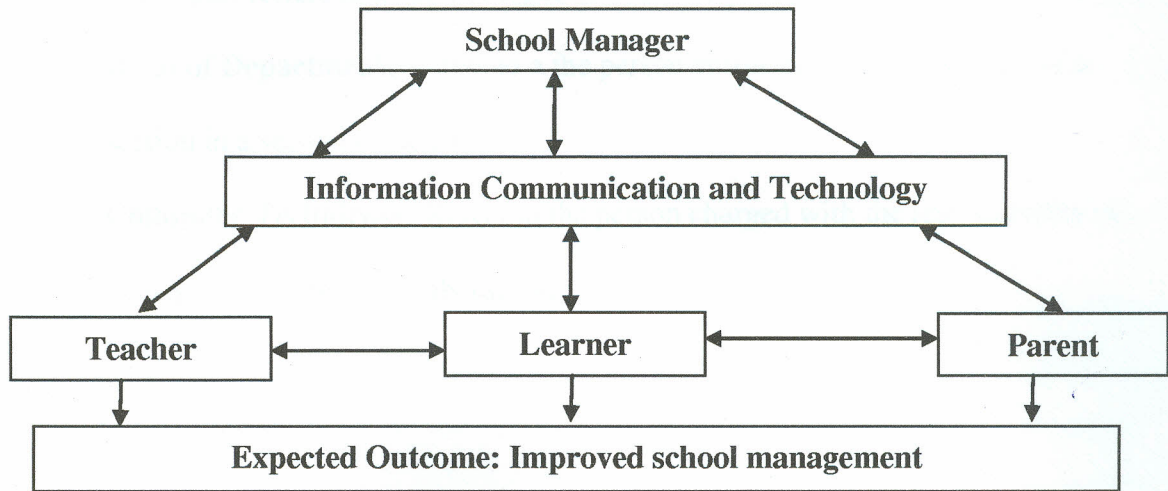 School Manager
Information Communication and Technology
Teacher
Learner
Parent
Expected Outcome: Improved school management